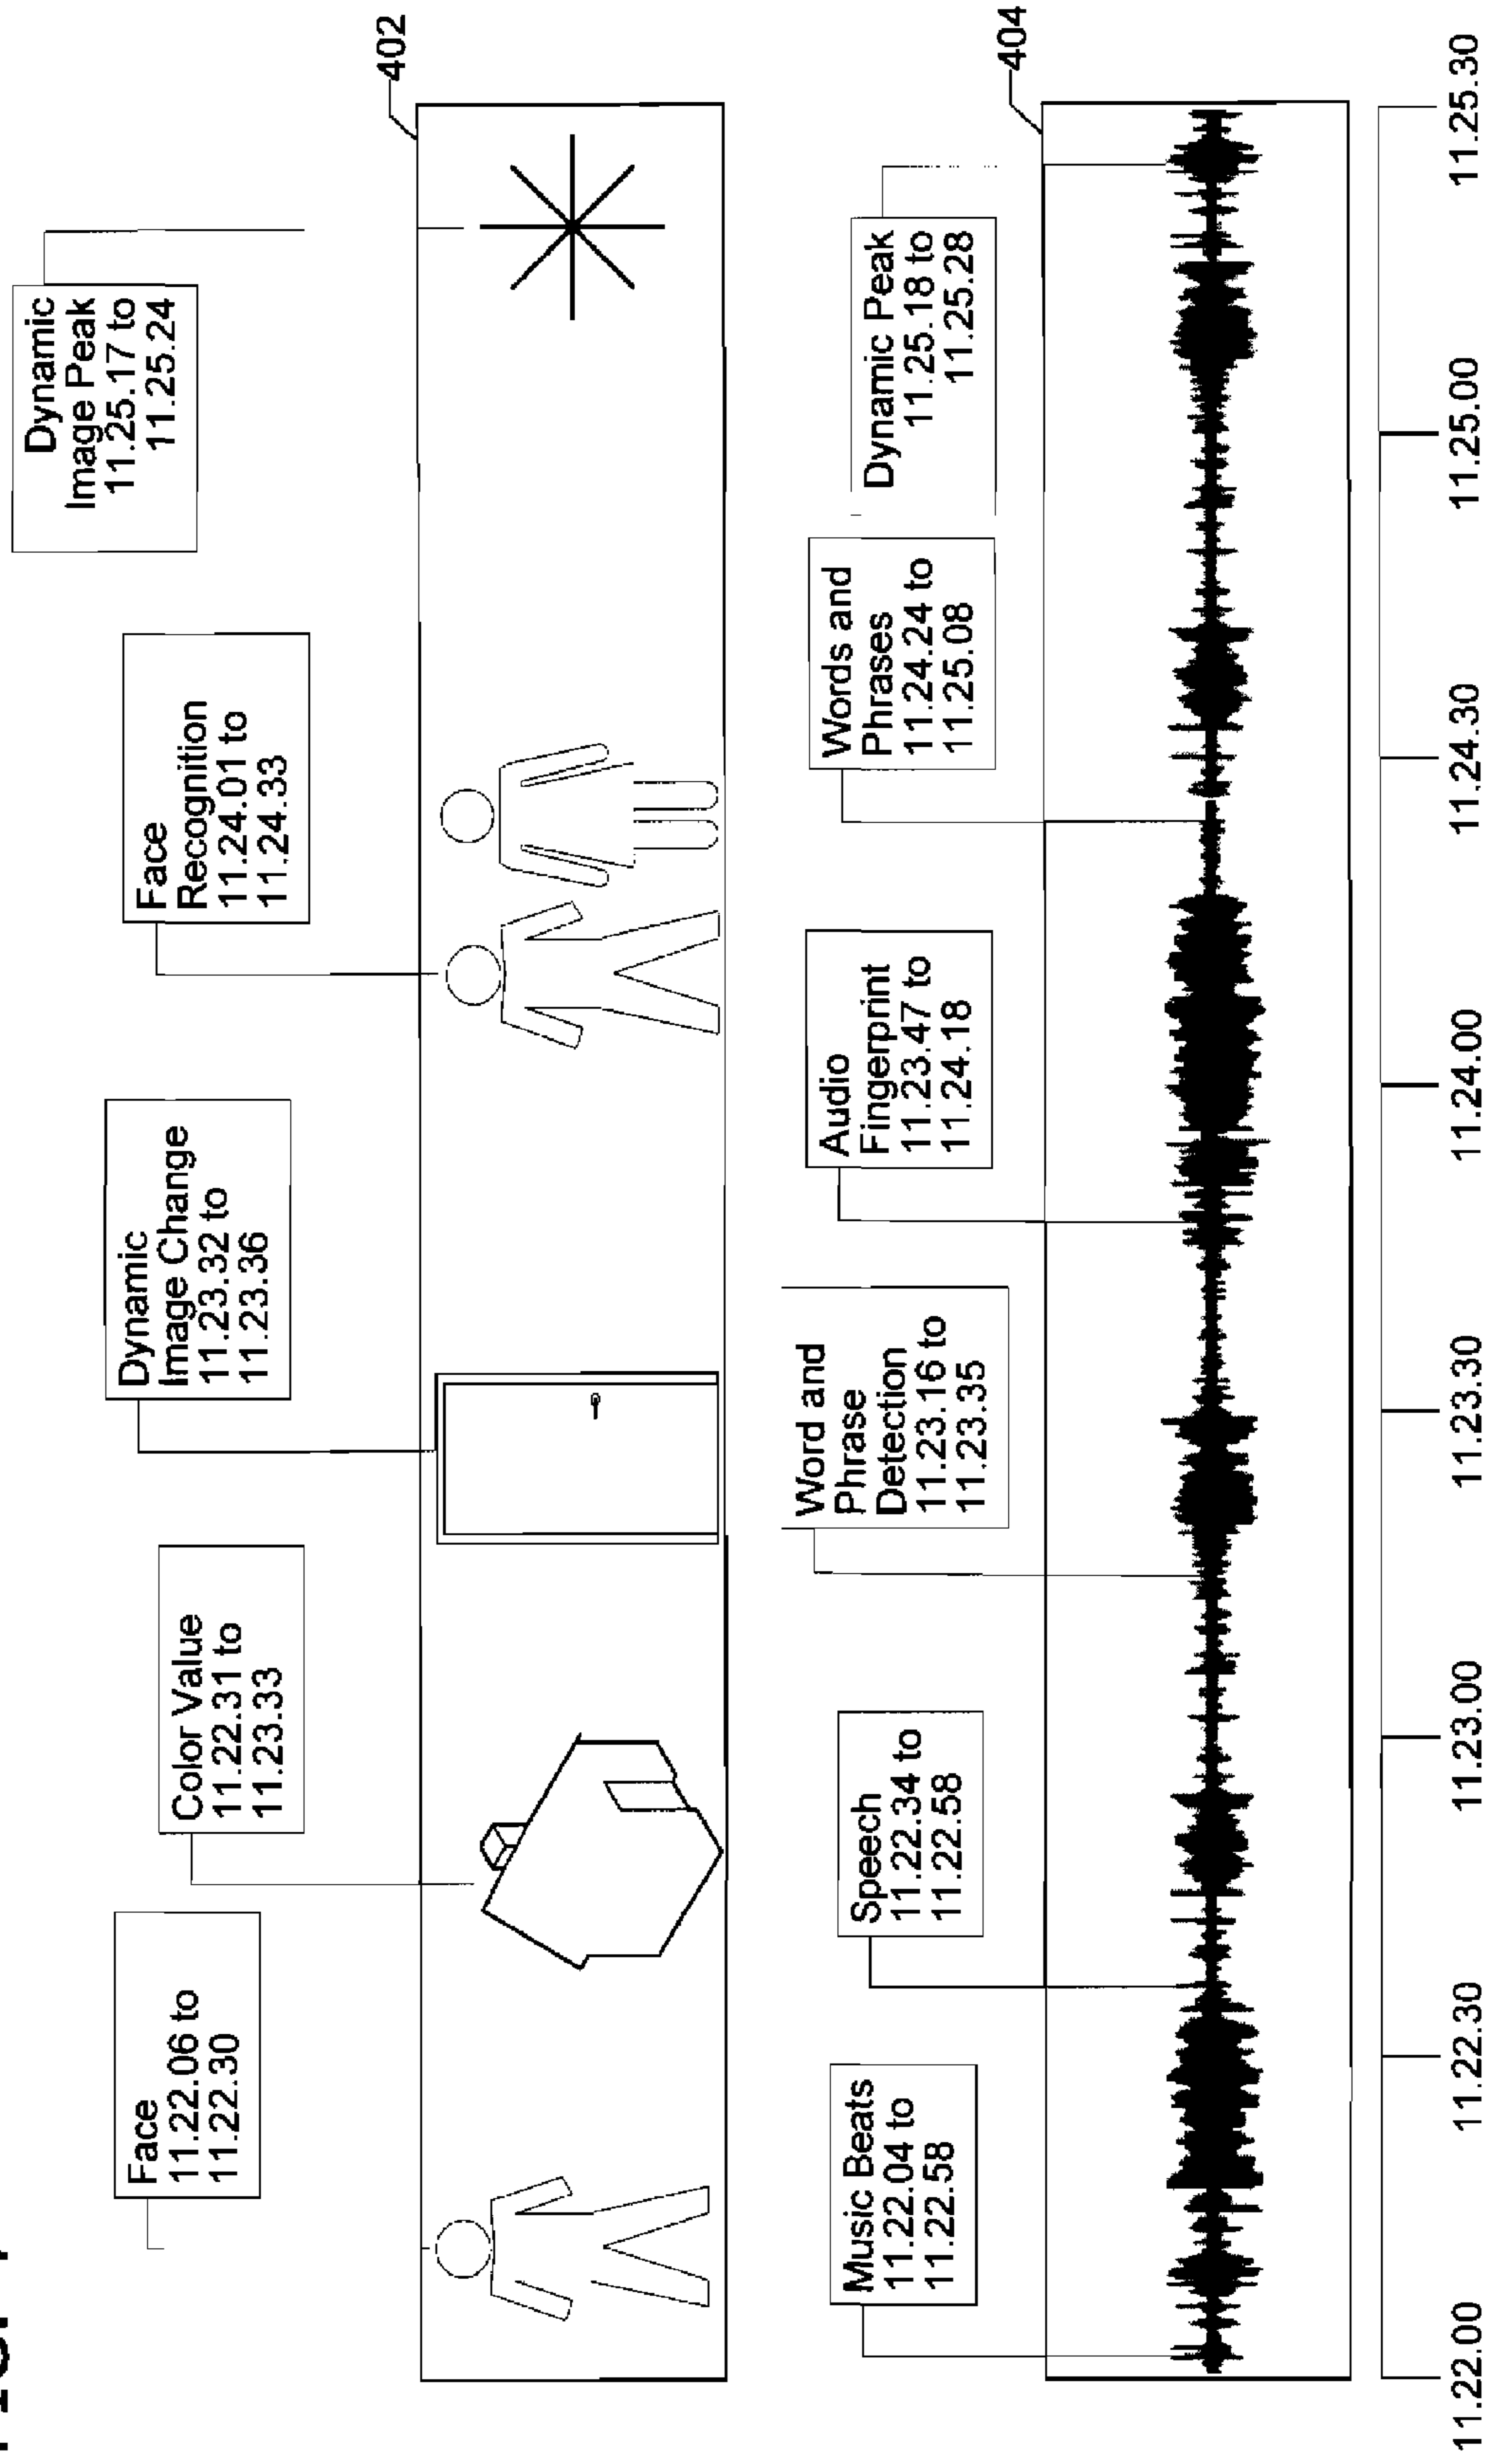 Face
11.22.06 to
11.22.30
Color Value
11.22.31 to
11.23.33
Dynamic
Image Change
11.23.32 to
11.23.36
Face
Recognition
11.24.01 to
11.24.33
Dynamic
Image Peak
11.25.17 to
11.25.24
402
Music Beats
11.22.04 to
11.22.58
Speech
11.22.34 to
11.22.58
Word and
Phrase
Detection
11.23.16 to
11.23.35
Audio
Fingerprint
11.23.47 to
11.24.18
Words and
Phrases
11.24.24 to
11.25.08
Dynamic Peak
11.25.18 to
11.25.28
404
11.22.00
11.22.30
11.23.00
11.23.30
11.24.00
11.24.30
11.25.00
11.25.30